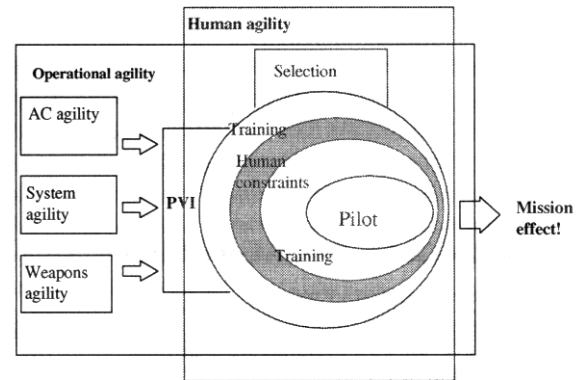 Human agility
Operational agility
Selection
AC agility
Training
Human
constraints
System
agility
PVI
Pilot
Mission
effect!
Training
Weapons
agility